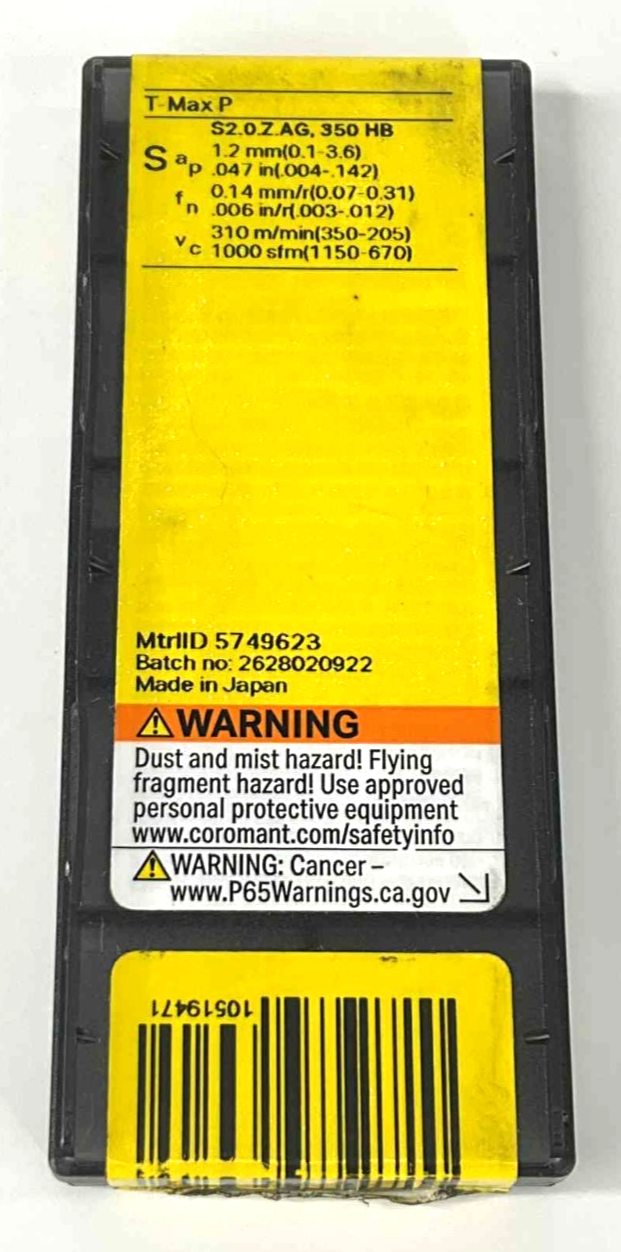 T-Max P
S2.0.Z.AG, 350 HB
S ap 1.2 mm(0.1-3.6)
.047 in(.004-.142)
fn 0.14 mm/r(0.07-0.31)
.006 in/r(.003-.012)
vc 310 m/min(350-205)
1000 sfm(1150-670)
MtrlID 5749623
Batch no: 2628020922
Made in Japan
WARNING
Dust and mist hazard! Flying
fragment hazard! Use approved
personal protective equipment
www.coromant.com/safetyinfo
WARNING: Cancer –
www.P65Warnings.ca.gov
10519471